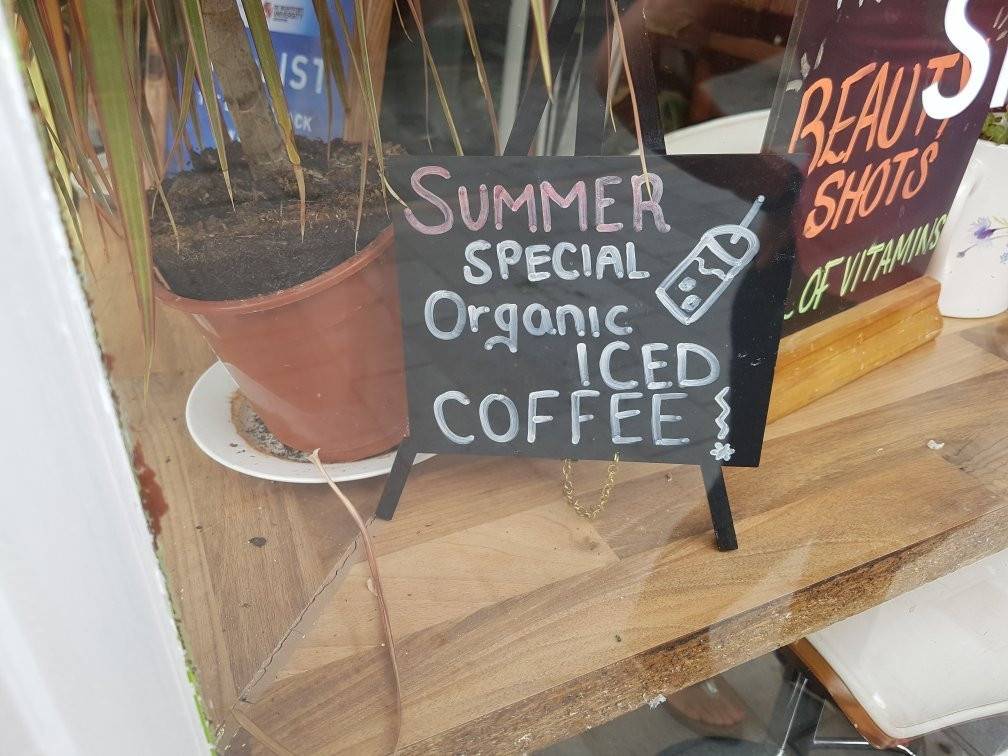 SUMMER
SPECIAL
Organic
ICED
COFFEE
BEAUTY
SHOTS
OF VITAMINS